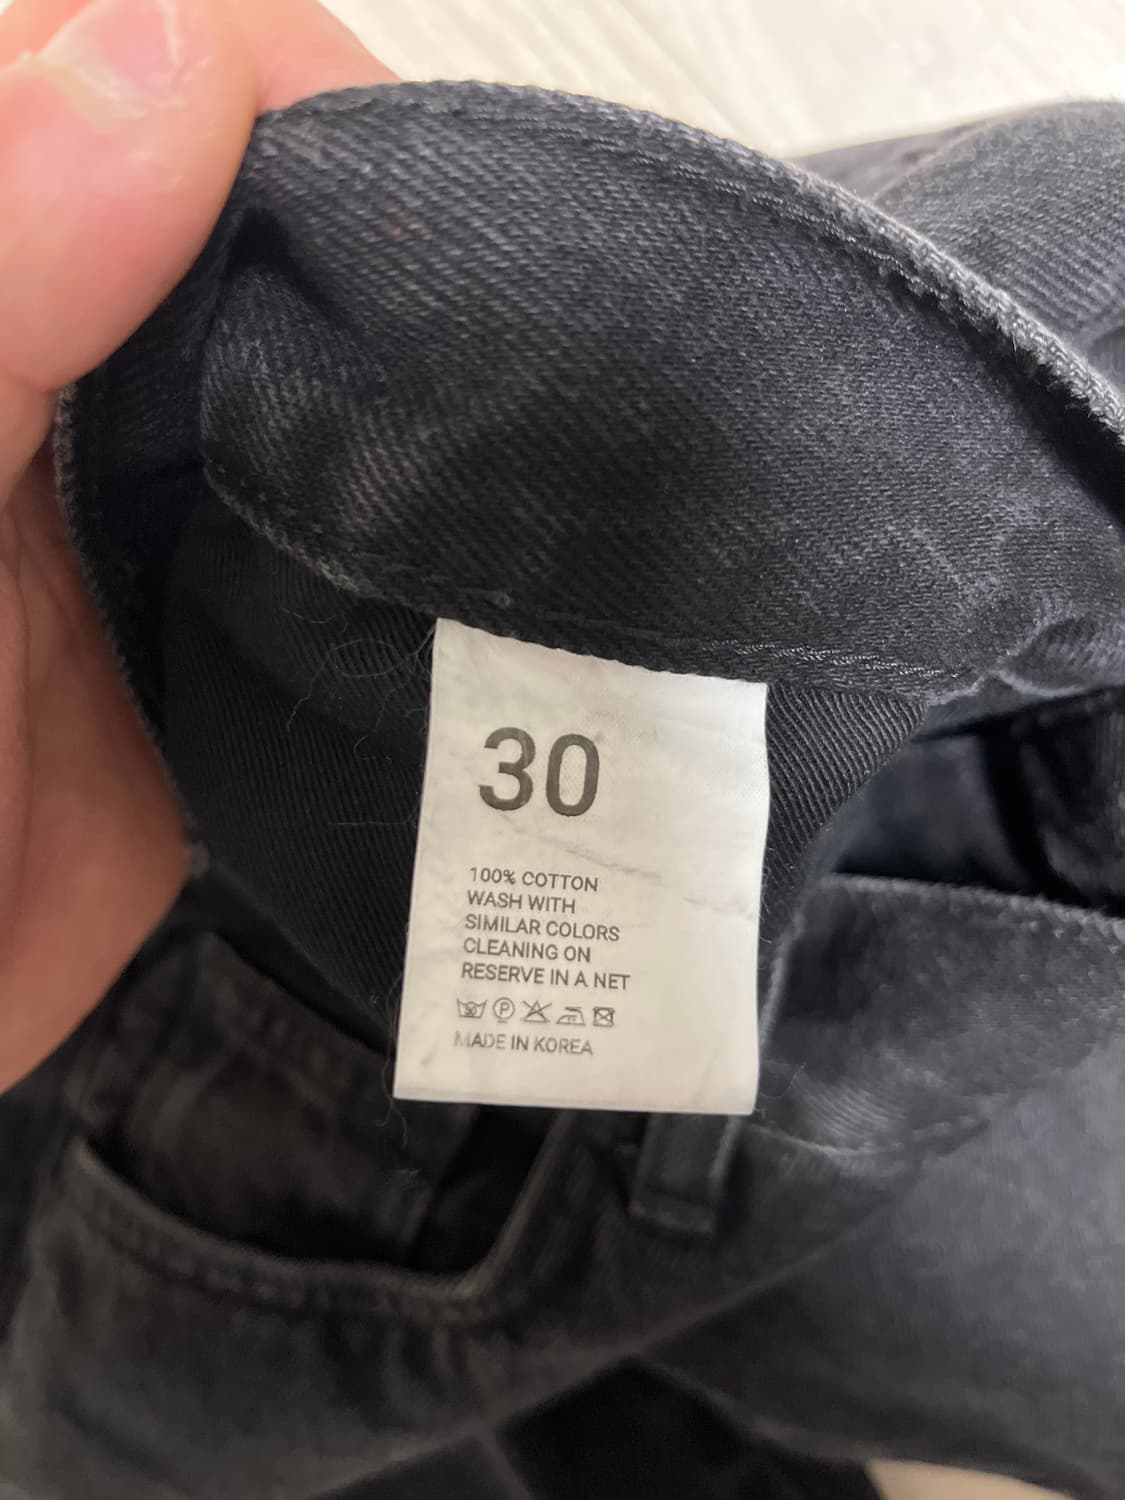 30
100% COTTON
WASH WITH
SIMILAR COLORS
CLEANING ON
RESERVE IN A NET
P
MADE IN KOREA